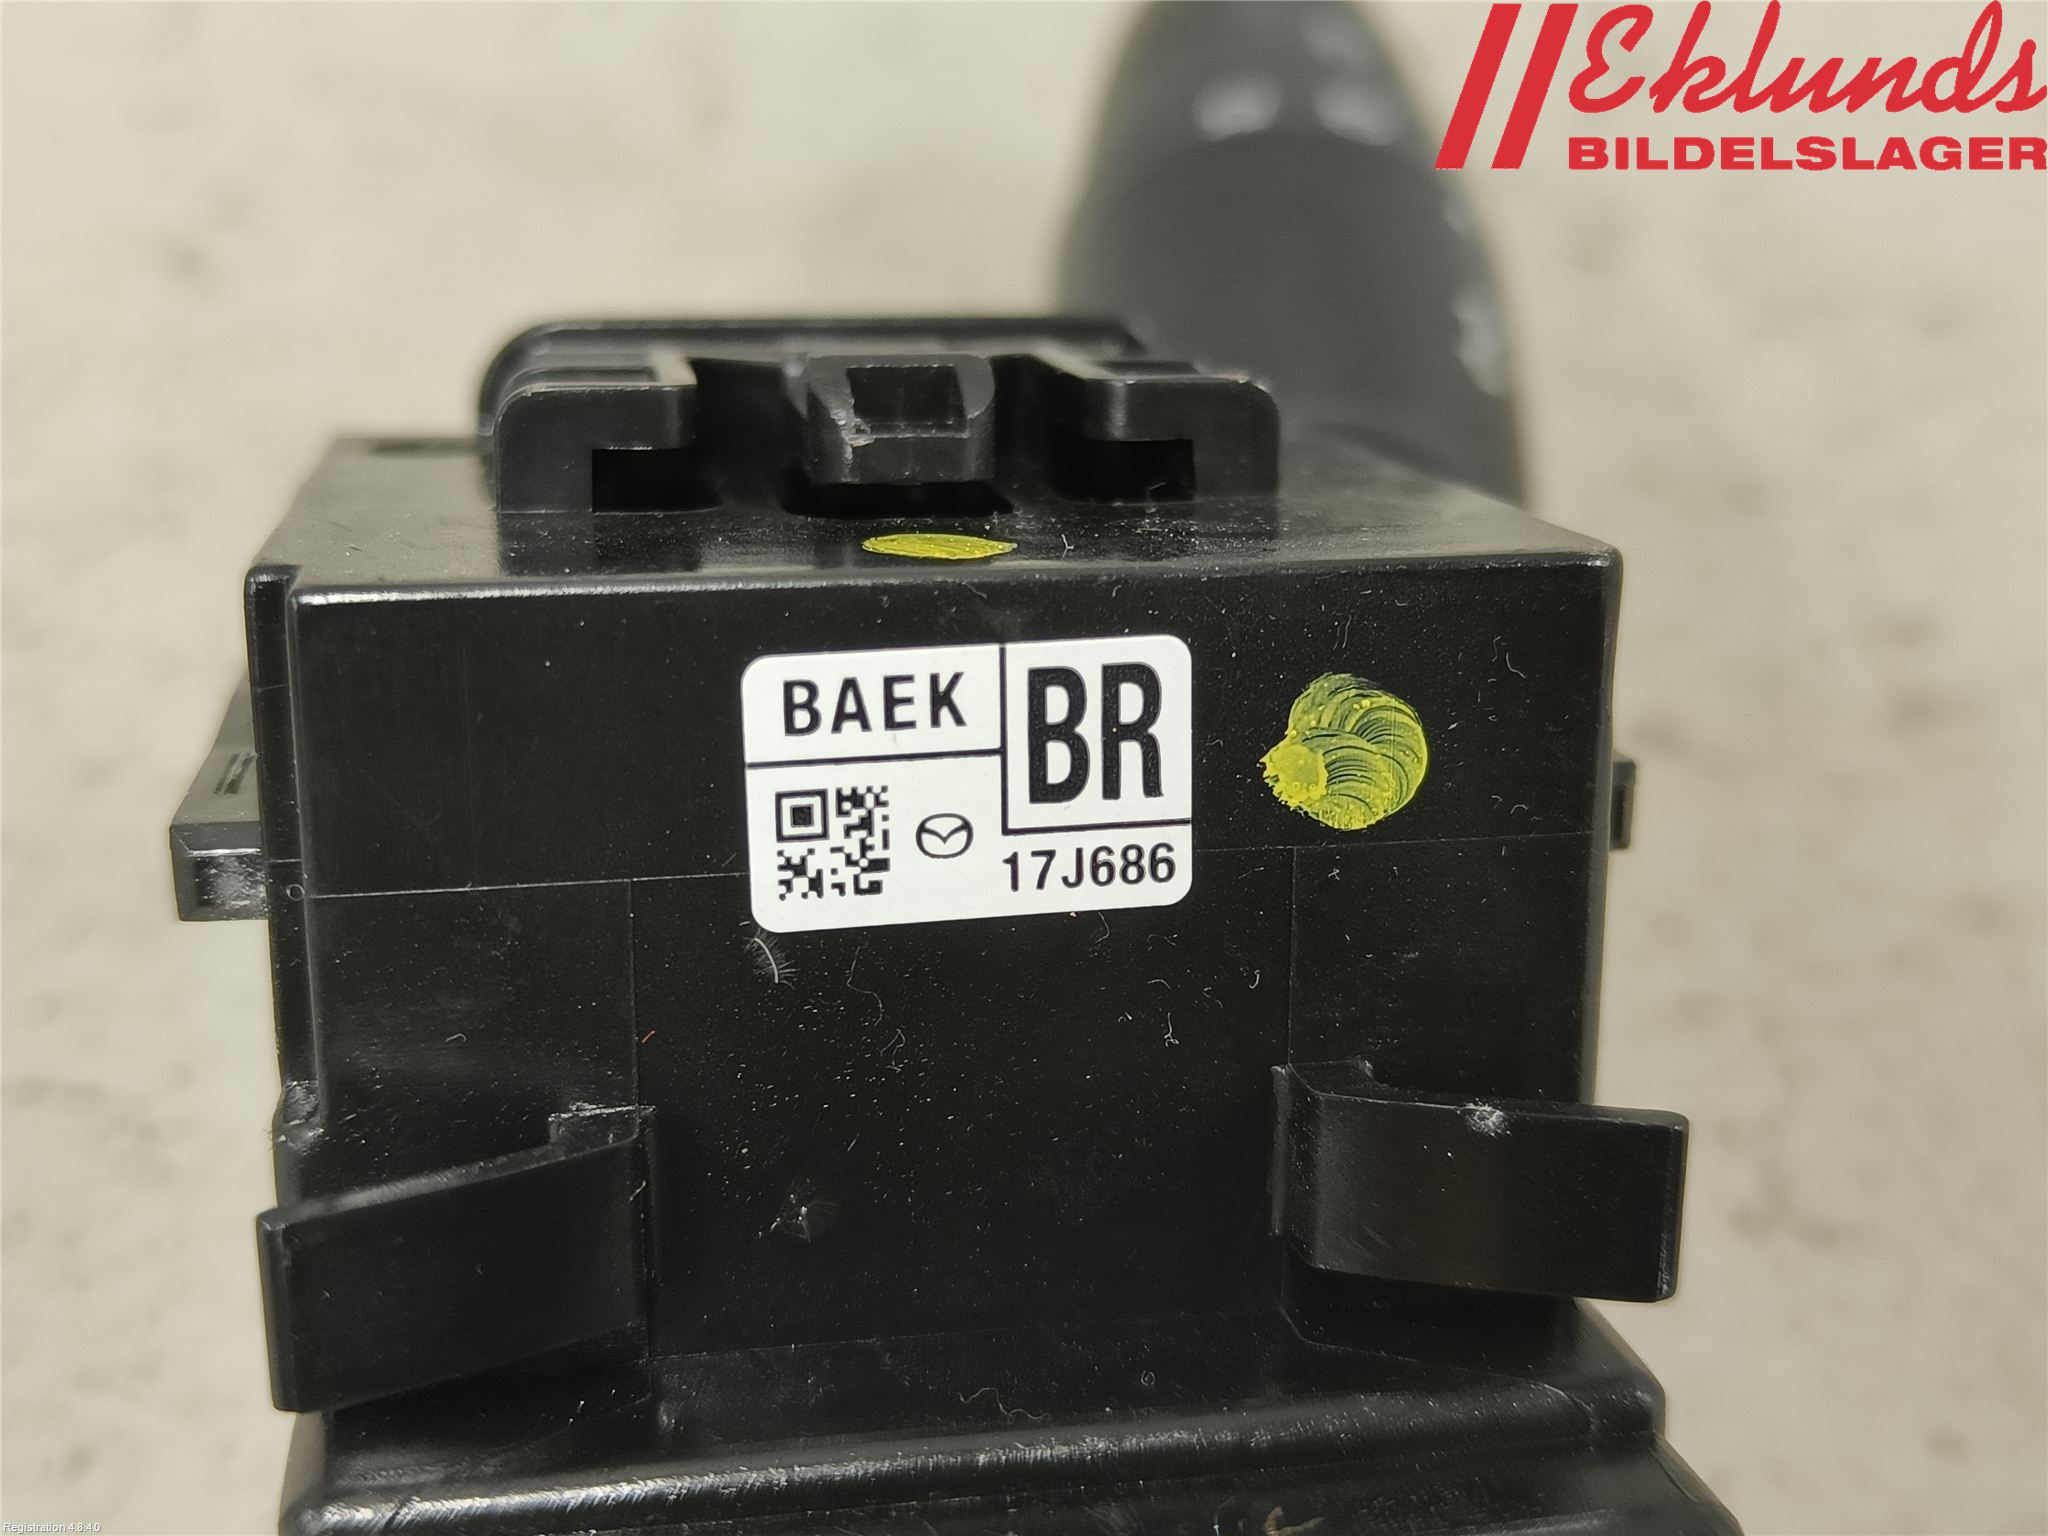 Eklunds
BILDELSLAGER
BAEK
BR
17J686
Registration 4.8.4.0